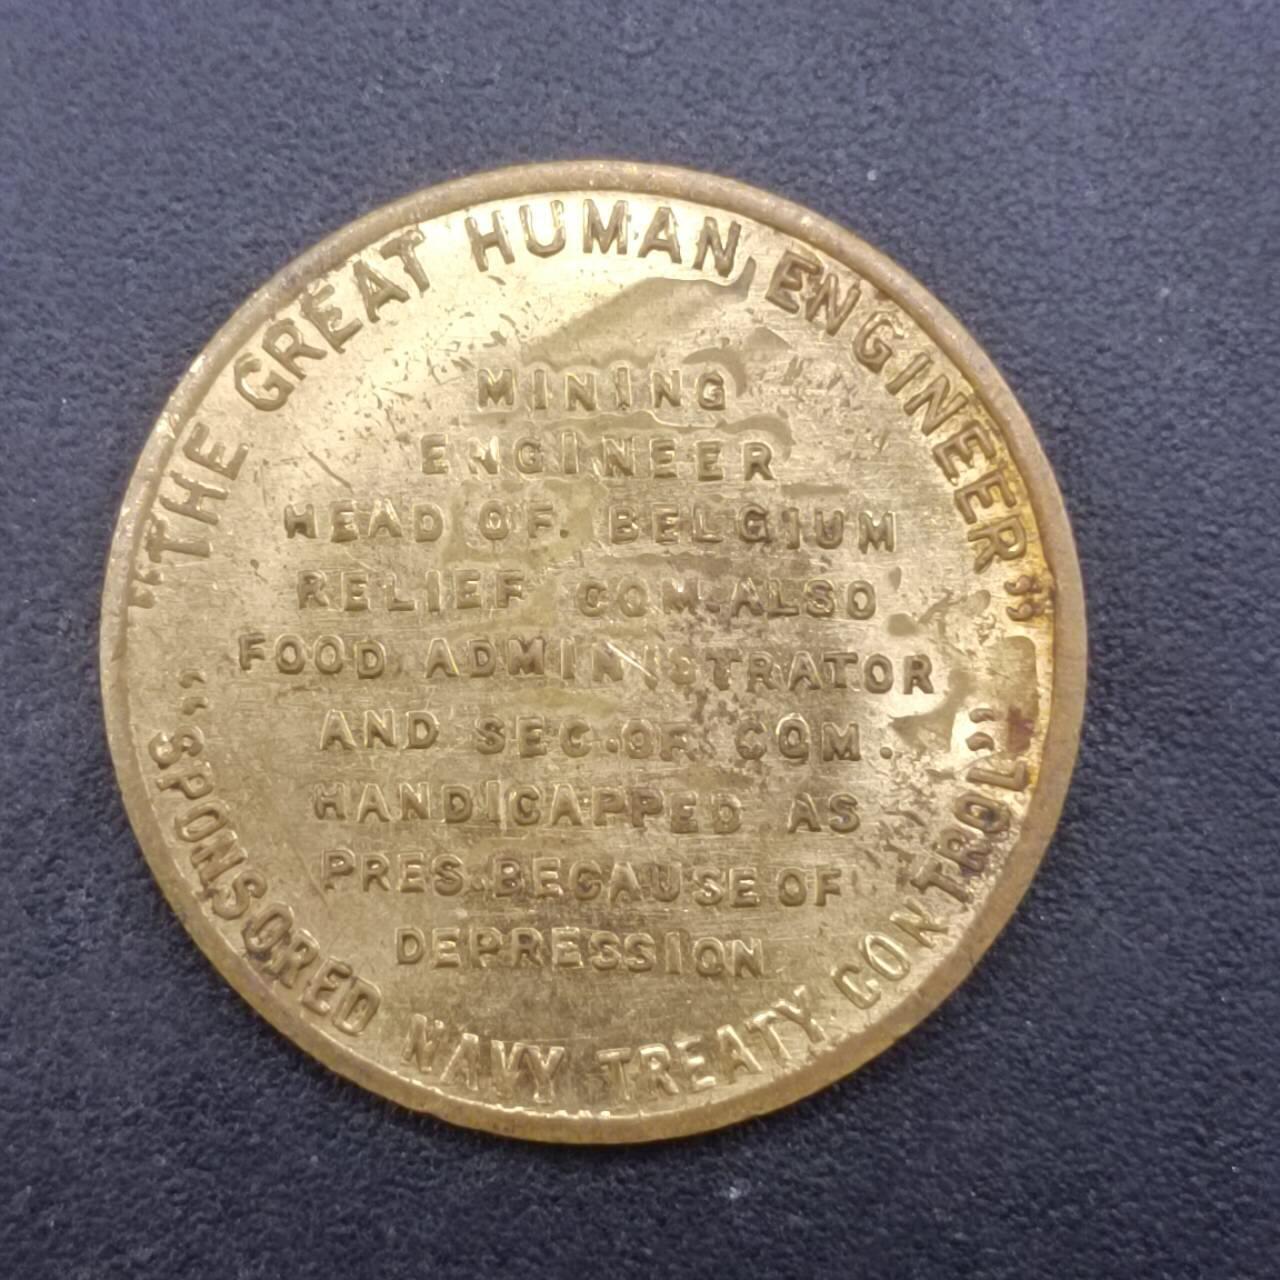 "THE GREAT HUMAN ENGINEER"
MINING
ENGINEER
HEAD OF. BELGIUM
RELIEF COM. ALSO
FOOD ADMINISTRATOR
AND SEC. OF COM.
HANDICAPPED AS
PRES. BECAUSE OF
DEPRESSION
"SPONSORED NAVY TREATY CONTROL"